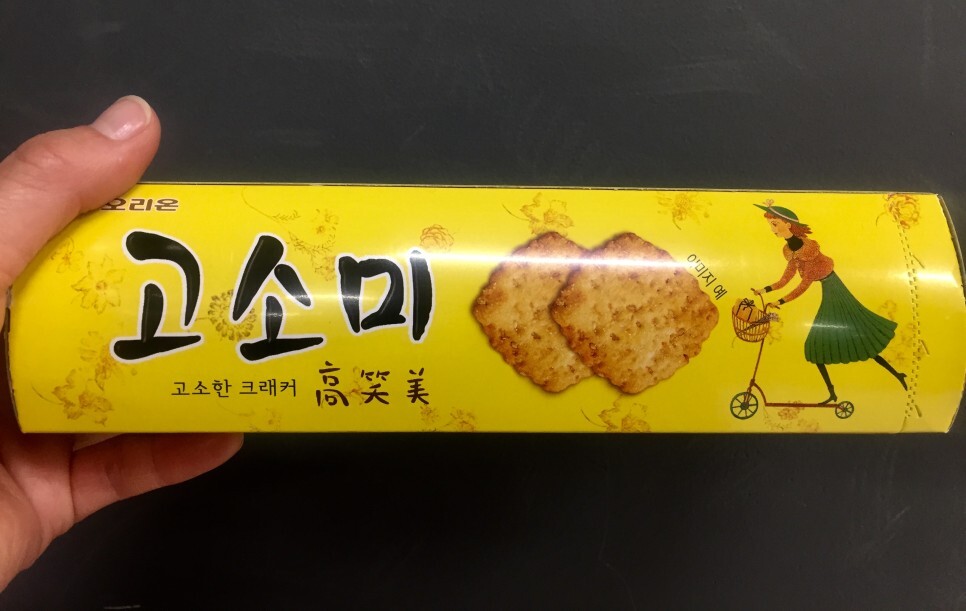 오리온
고소미
고소한 크래커 高笑美
이미지 예